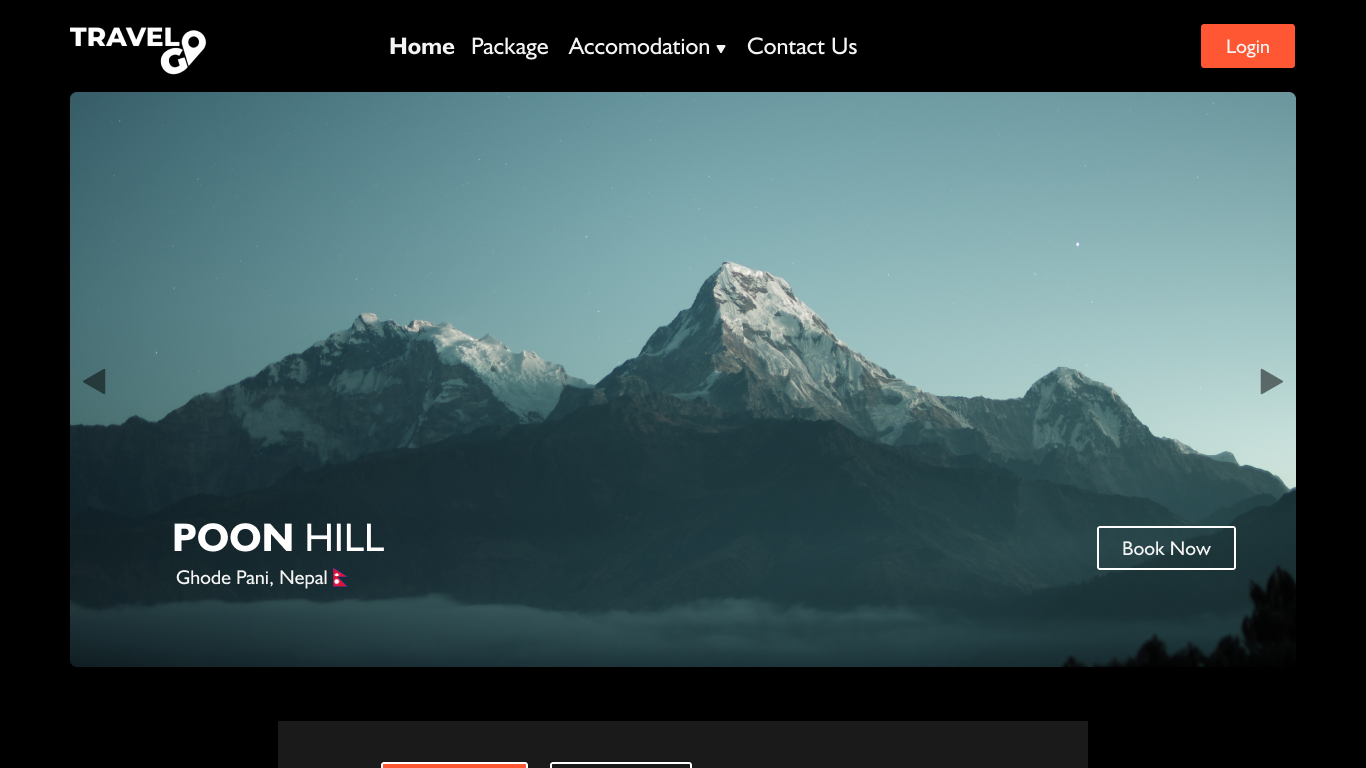 TRAVEL
GO
Home Package Accomodation ▼ Contact Us
Login
POON HILL
Ghode Pani, Nepal 🇳🇵
Book Now